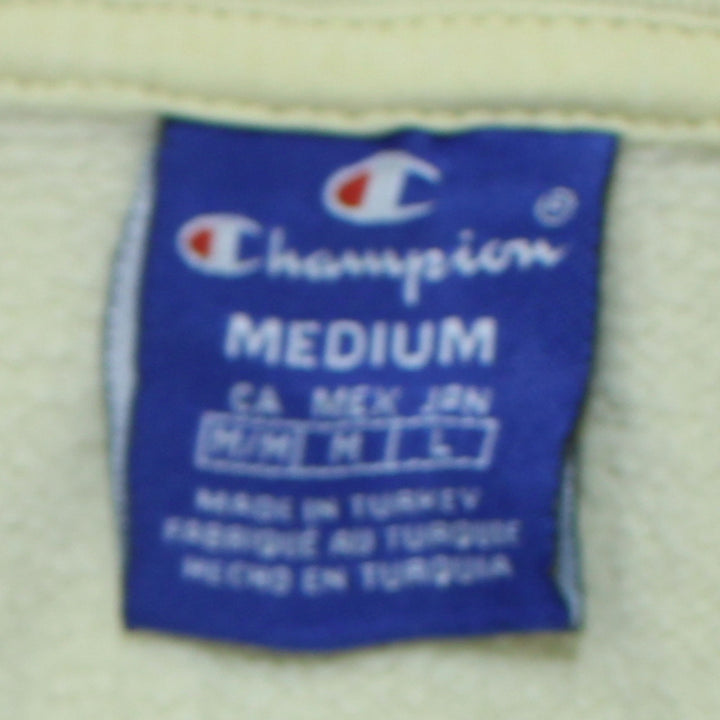 Champion ®
MEDIUM
CA MEX JPN
M/M M L
MADE IN TURKEY
FABRIQUÉ AU TURQUIE
HECHO EN TURQUIA